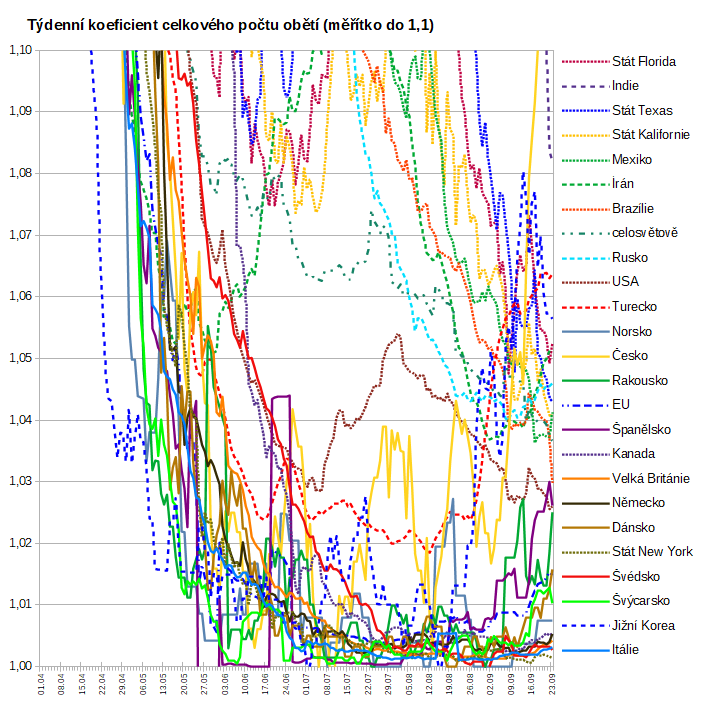 Týdenní koeficient celkového počtu obětí (měřítko do 1,1)
1,10
1,09
1,08
1,07
1,06
1,05
1,04
1,03
1,02
1,01
1,00
01.04
08.04
15.04
22.04
29.04
06.05
13.05
20.05
27.05
03.06
10.06
17.06
24.06
01.07
08.07
15.07
22.07
29.07
05.08
12.08
19.08
26.08
02.09
09.09
16.09
23.09
Stát Florida
Indie
Stát Texas
Stát Kalifornie
Mexiko
Írán
Brazílie
celosvětově
Rusko
USA
Turecko
Norsko
Česko
Rakousko
EU
Španělsko
Kanada
Velká Británie
Německo
Dánsko
Stát New York
Švédsko
Švýcarsko
Jižní Korea
Itálie